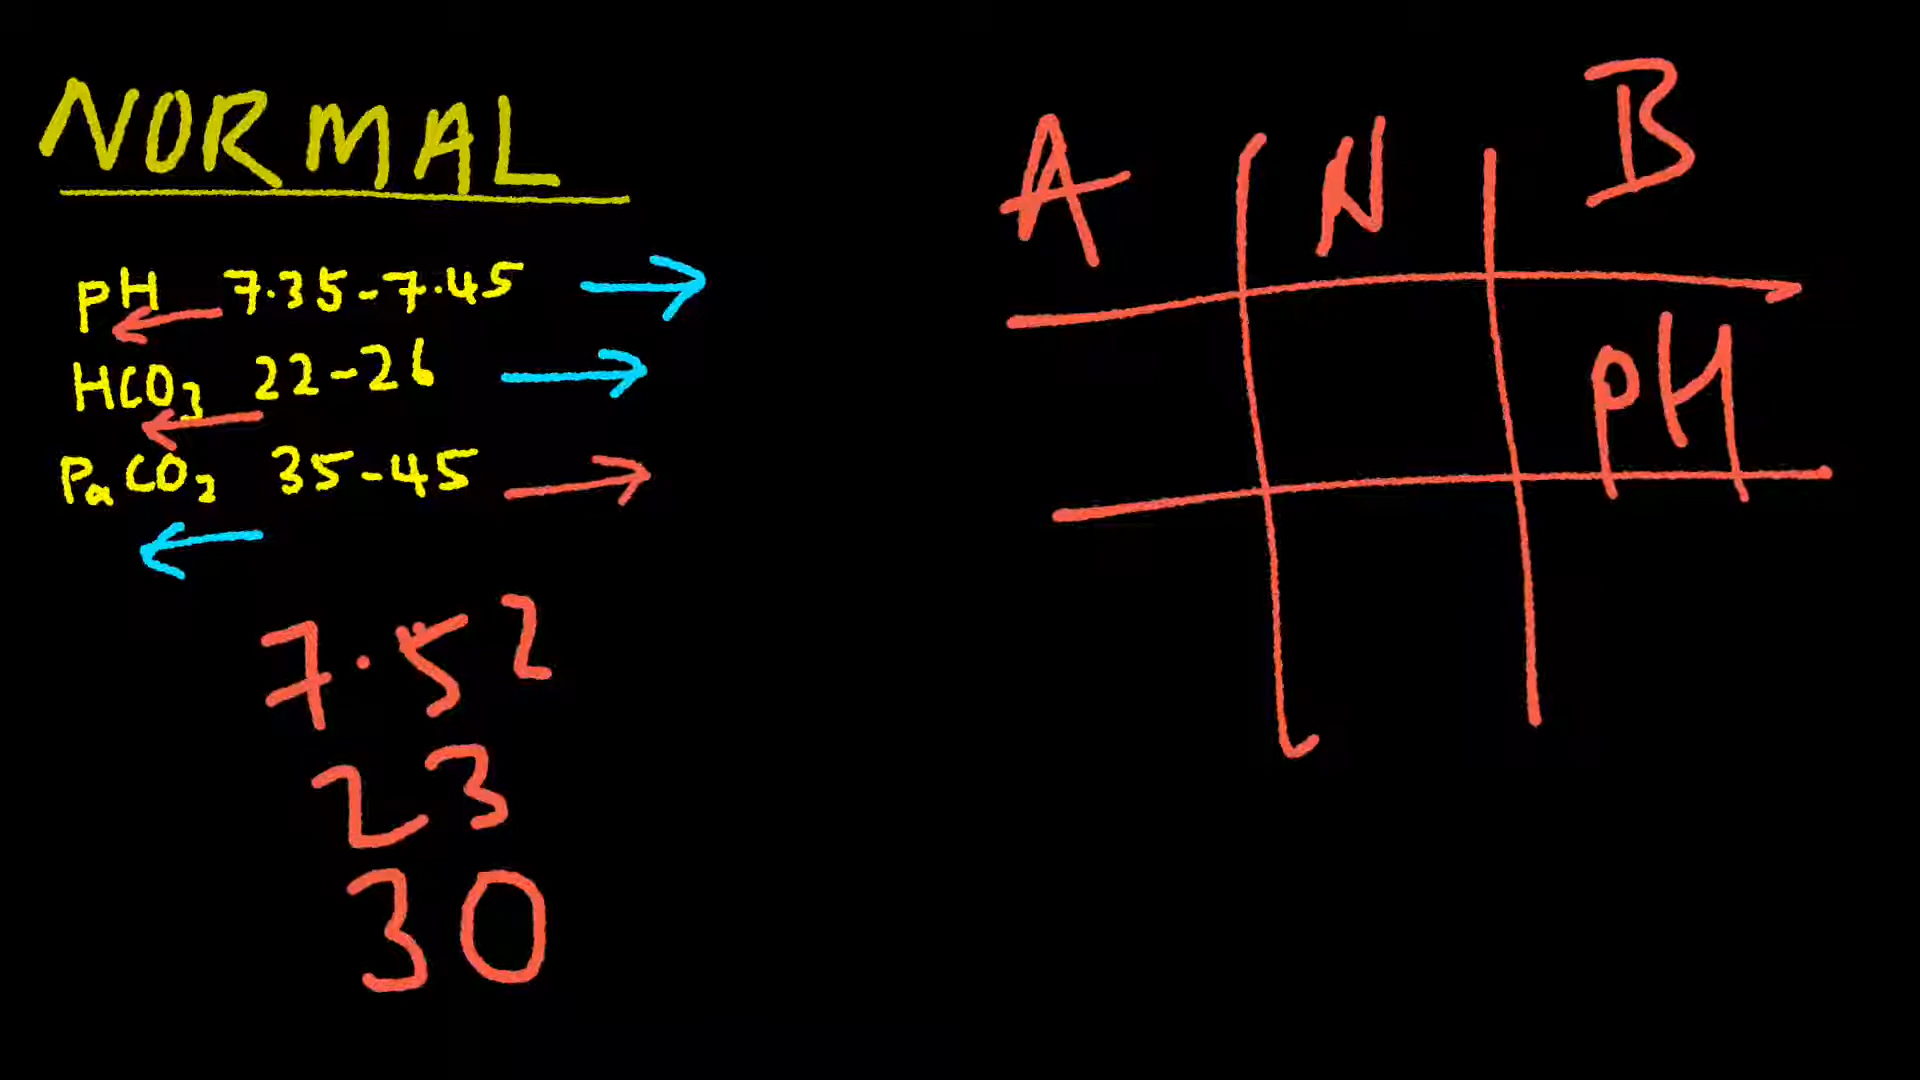 NORMAL
pH 7.35-7.45
HCO3 22-26
PaCO2 35-45
7.52
23
30
A N B
pH